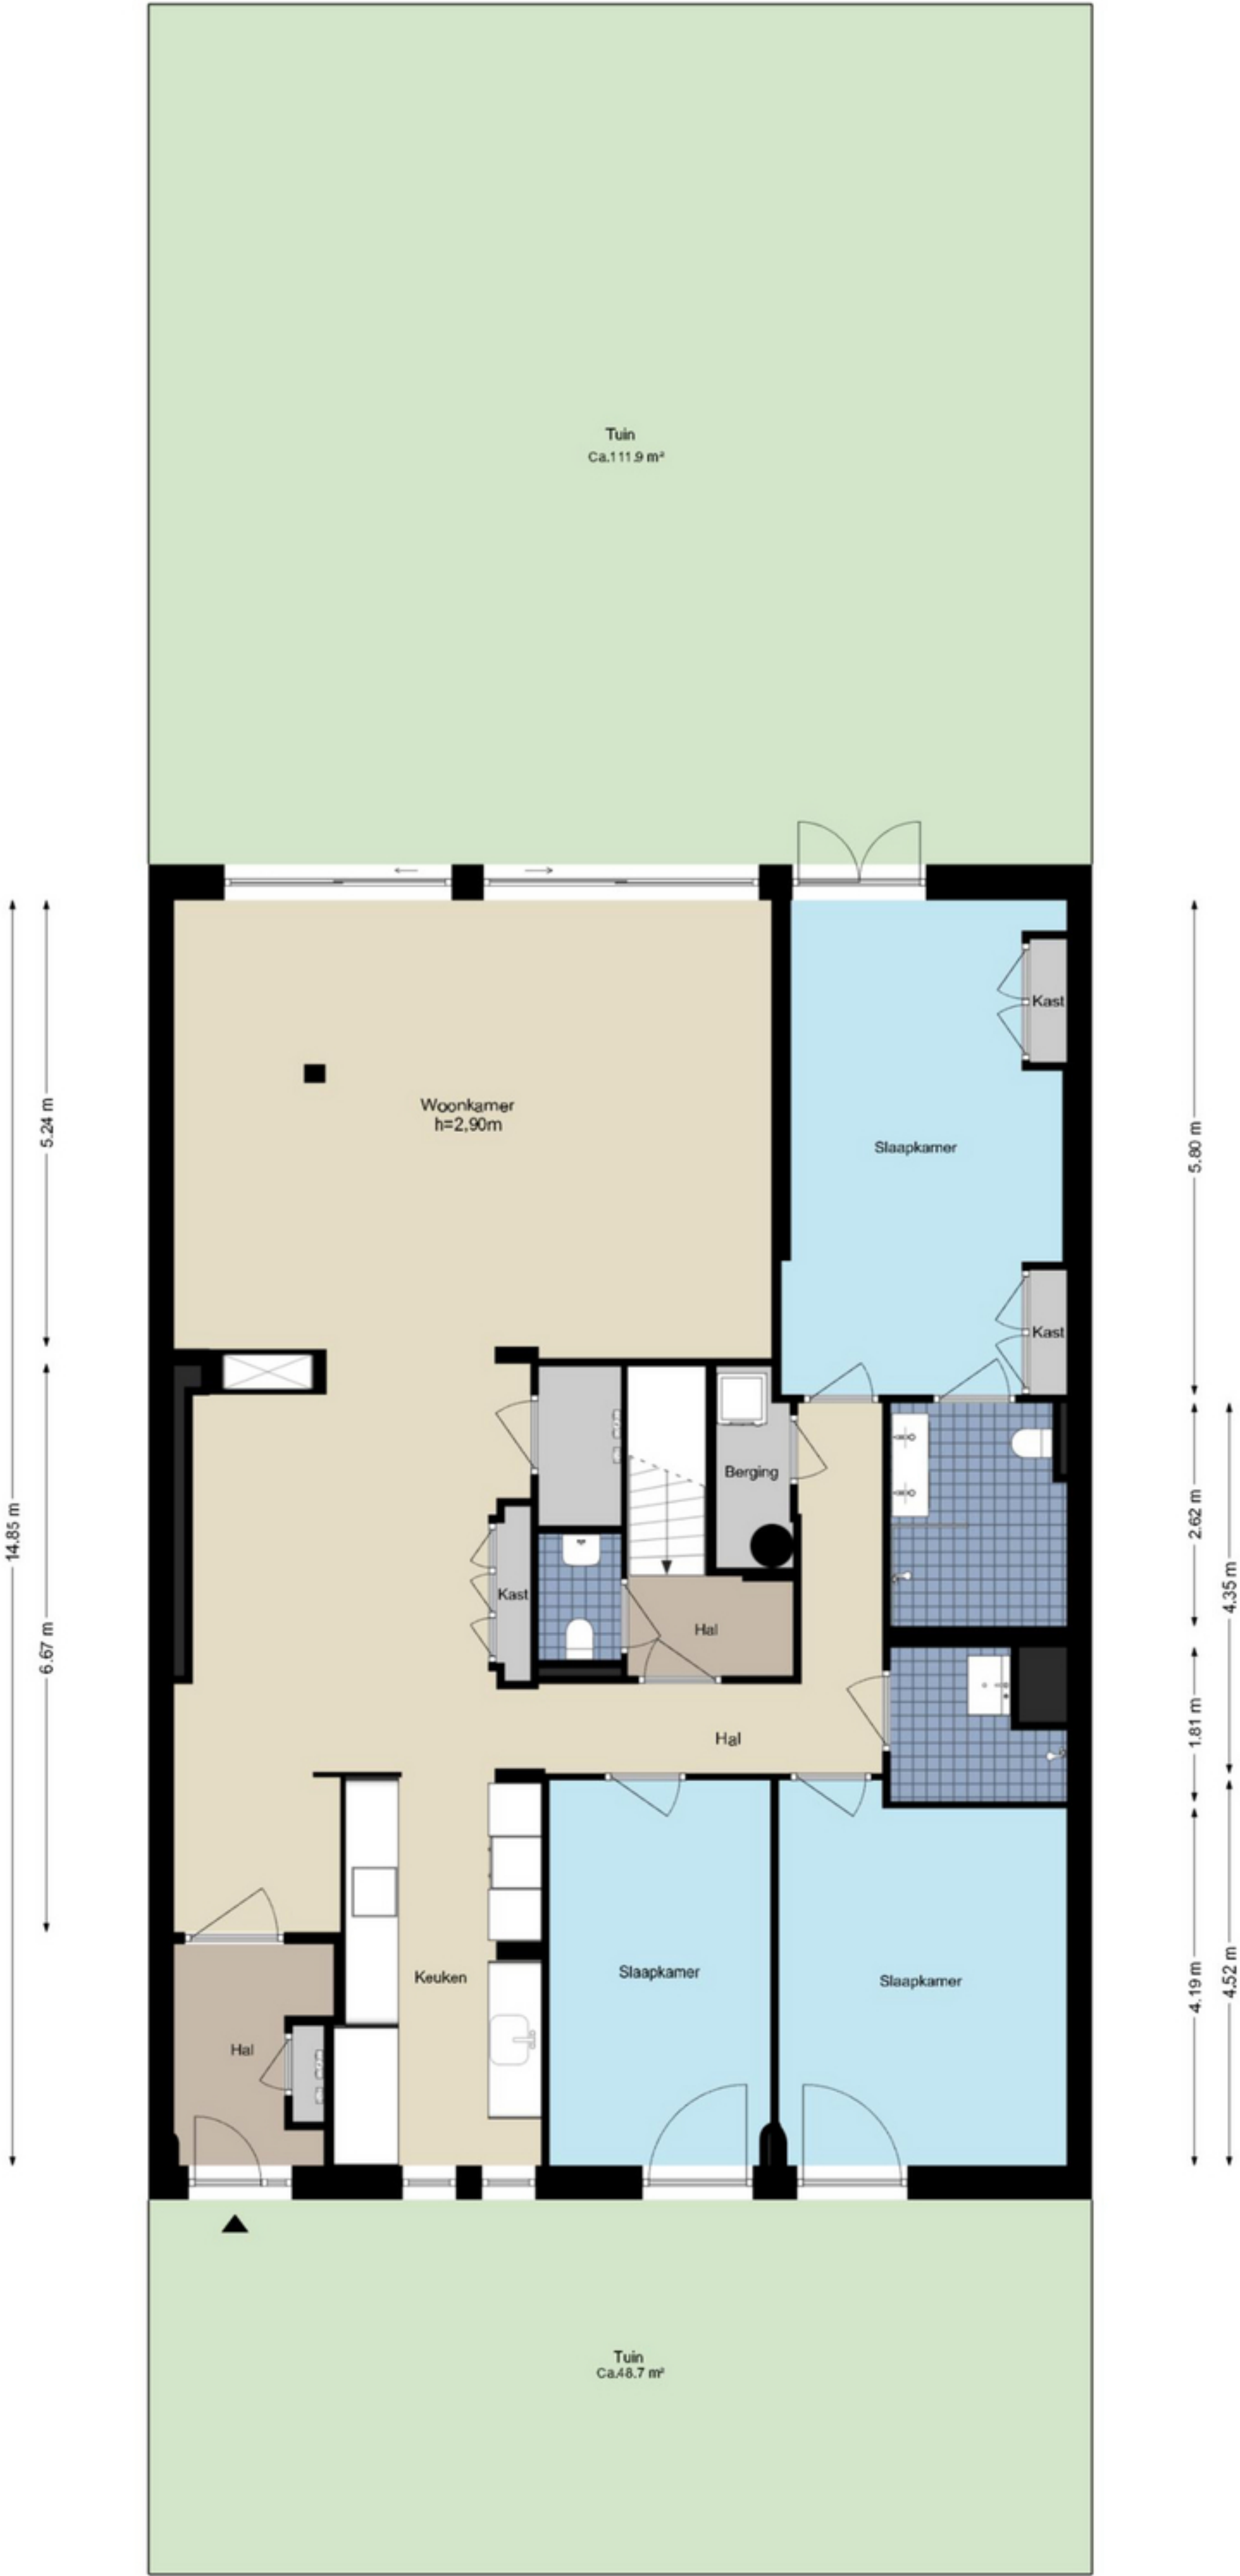 Tuin
Ca.111.9 m²
Kast
Woonkamer
h=2,90m
5.24 m
5.80 m
Slaapkamer
Kast
Berging
2.62 m
14.85 m
4.35 m
Kast
Hal
6.67 m
1.81 m
Hal
Slaapkamer
Keuken
Slaapkamer
4.19 m
4.52 m
Hal
Tuin
Ca.48.7 m²